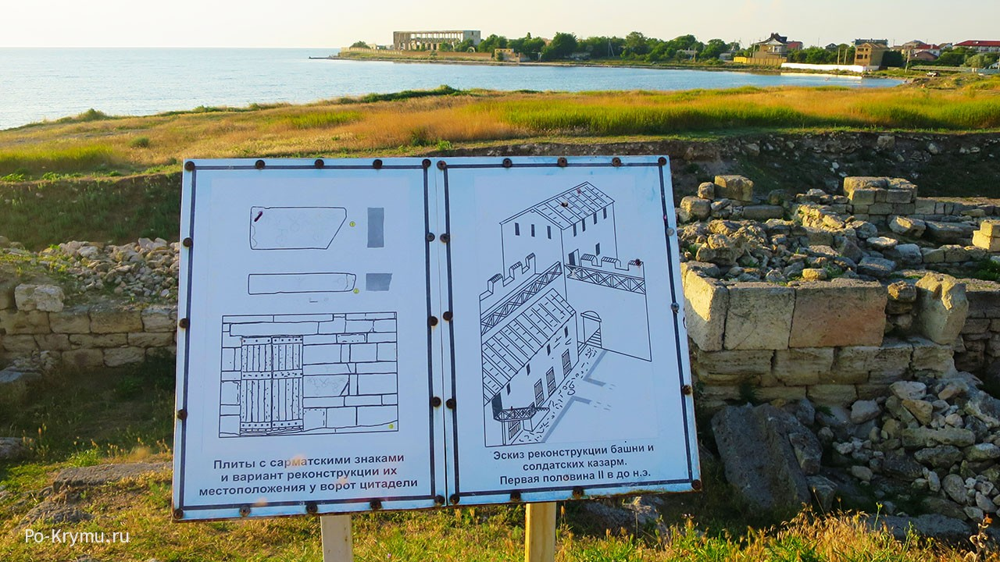 Плиты с сарматскими знаками
и вариант реконструкции их
местоположения у ворот цитадели
Эскиз реконструкции башни и
солдатских казарм.
Первая половина II в до н.э.
Po-Krymu.ru